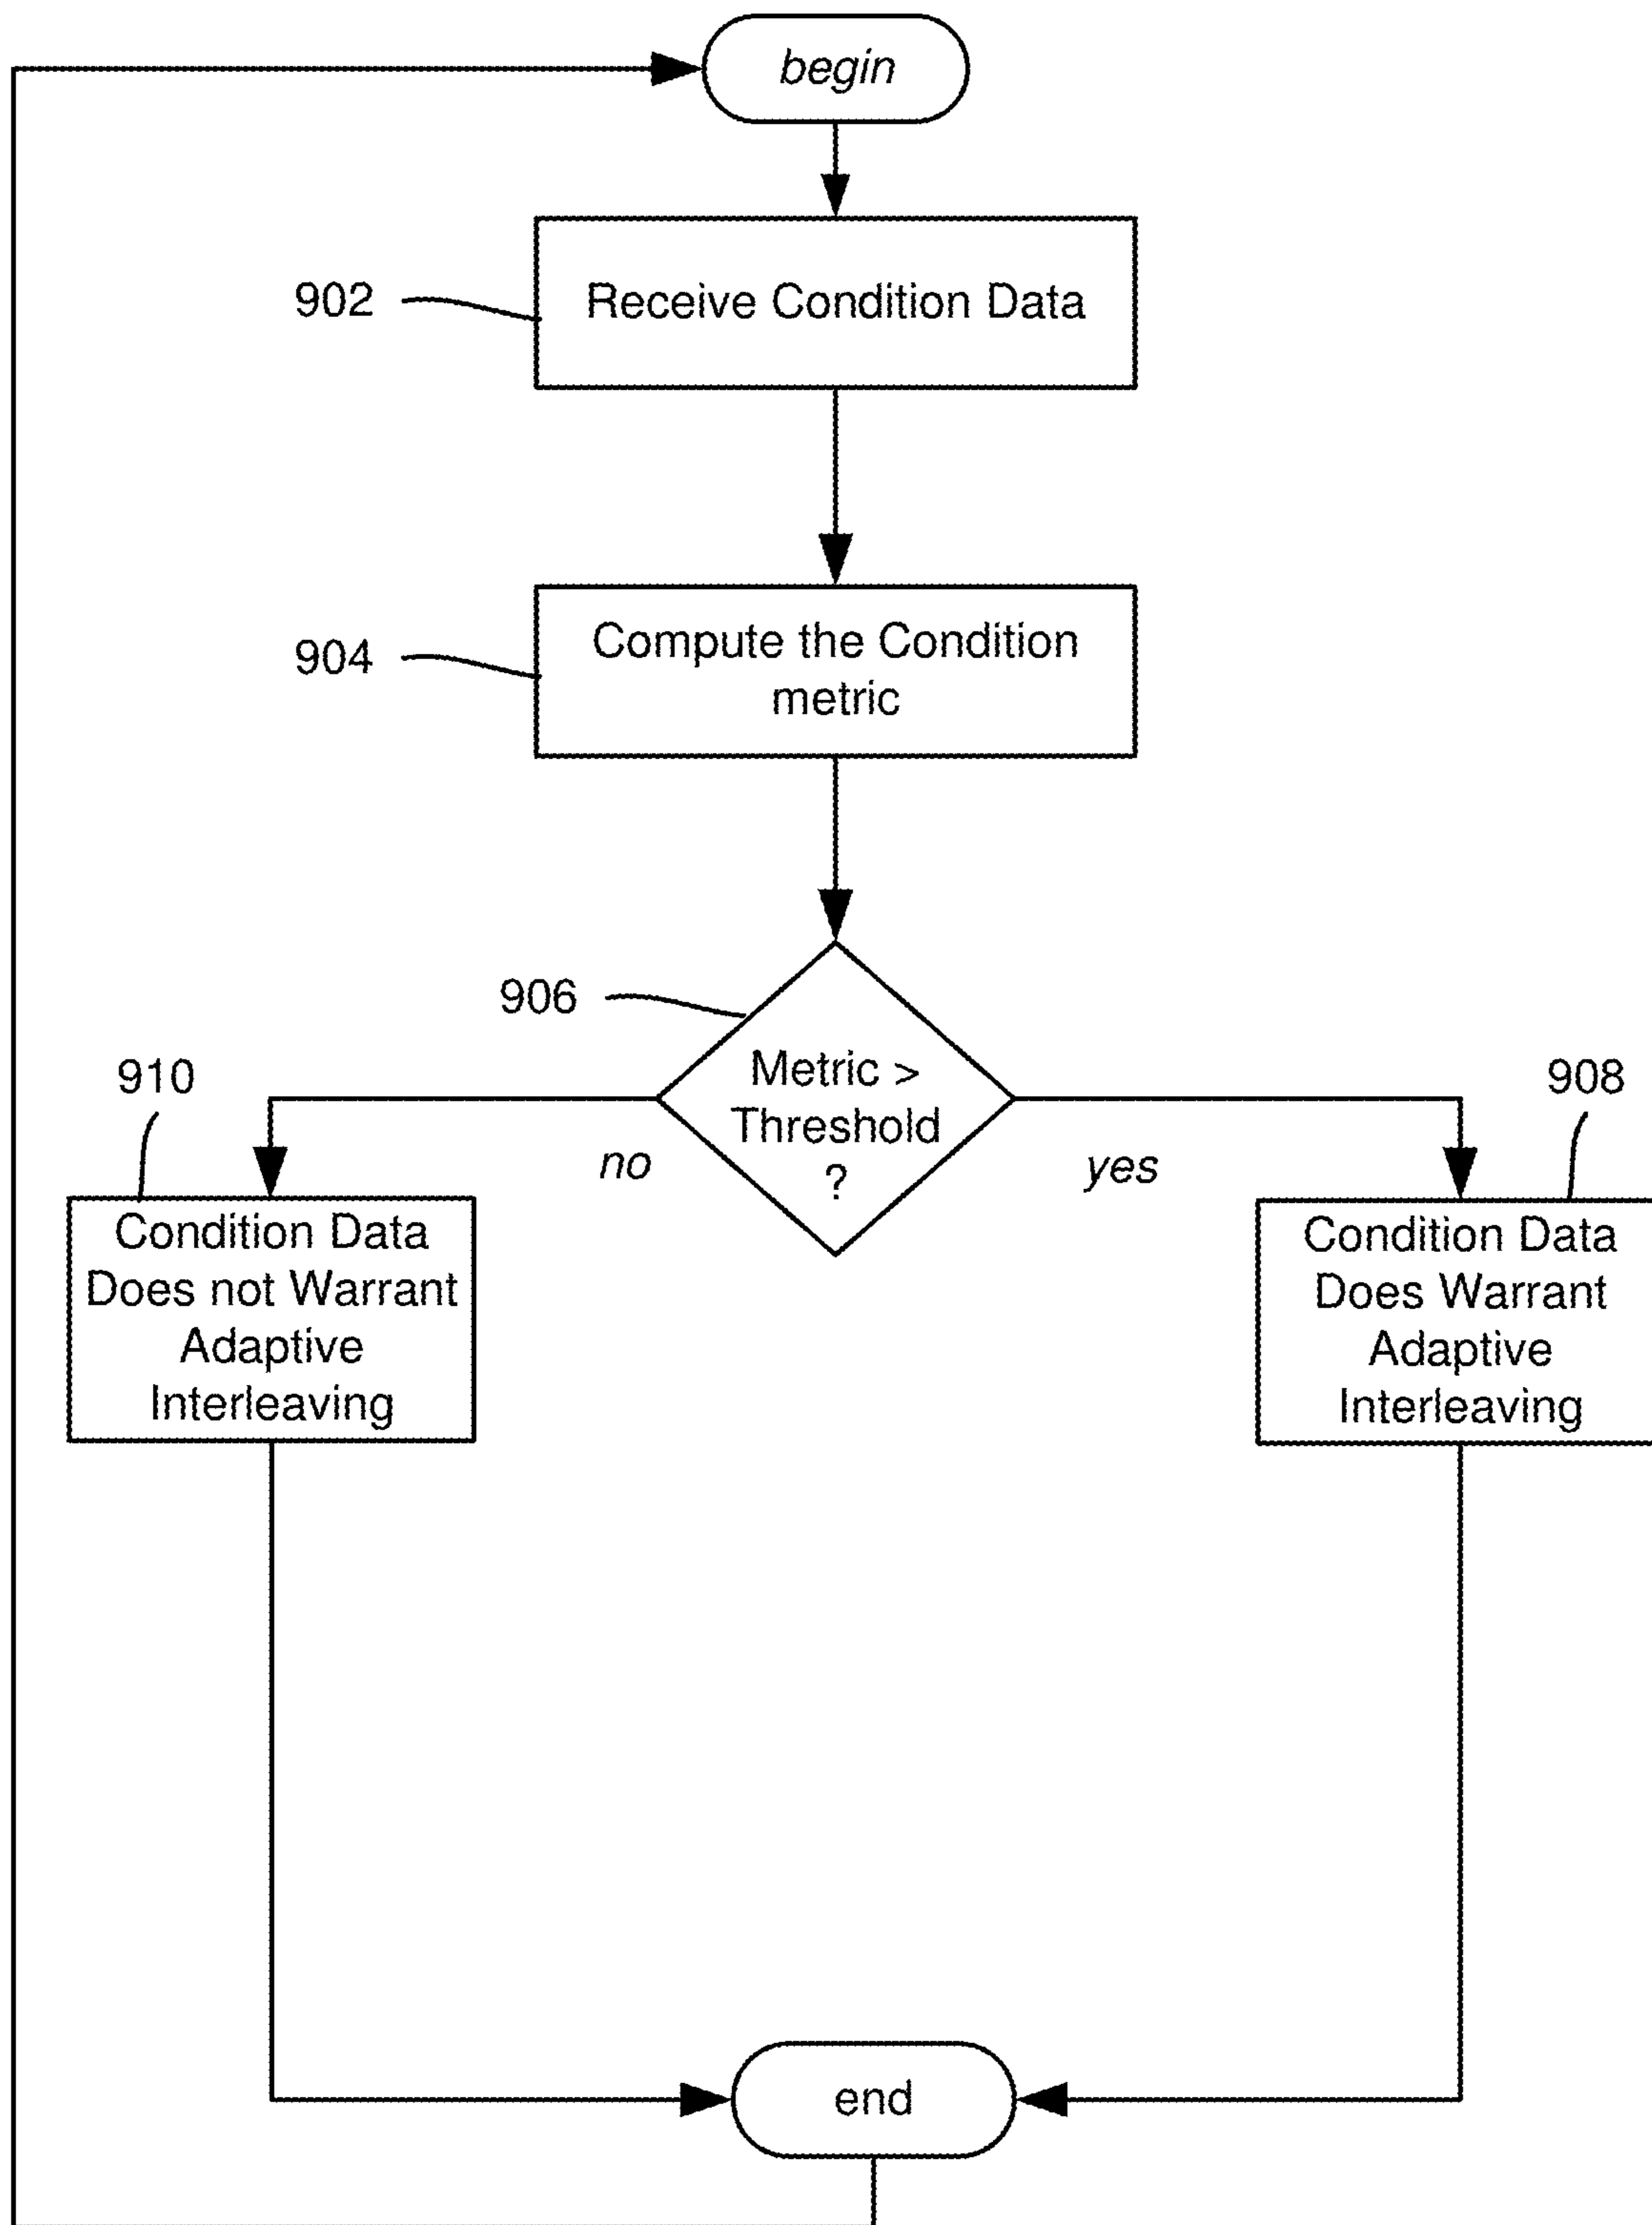 begin
902
Receive Condition Data
904
Compute the Condition
metric
906
Metric >
Threshold
?
no
yes
910
Condition Data
Does not Warrant
Adaptive
Interleaving
908
Condition Data
Does Warrant
Adaptive
Interleaving
end